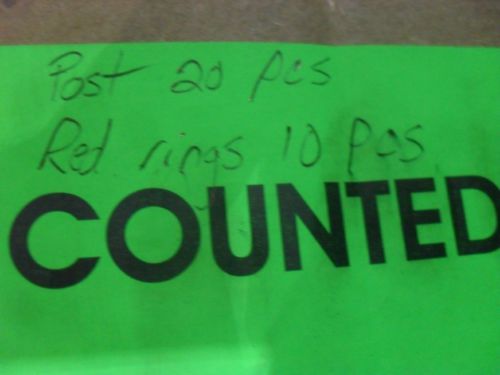 Post 20 pcs
Red rings 10 pcs
COUNTED